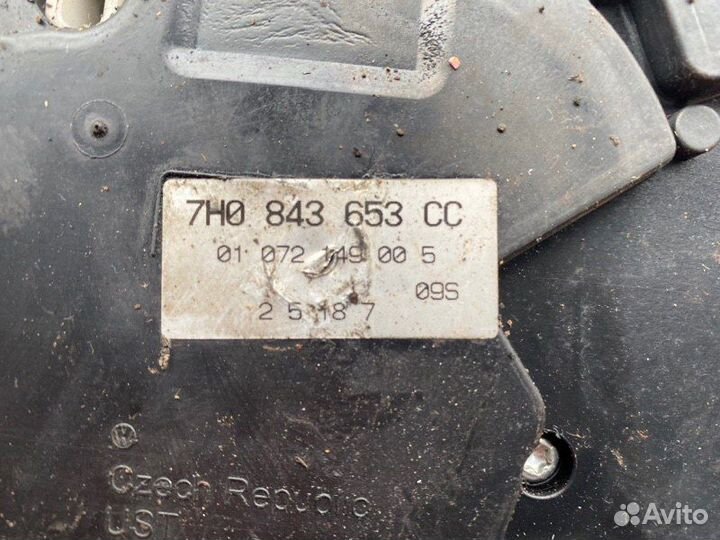 7H0 843 653 CC
01 072 149 00 5
09S
2 5 18 7
Czech Republic
UST
Avito